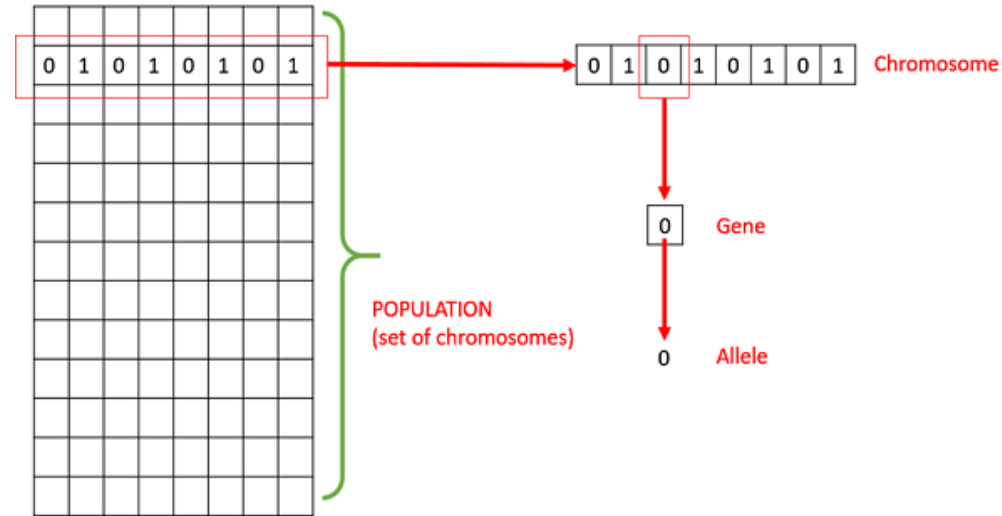 0 1 0 1 0 1 0 1
0 1 0 1 0 1 0 1 Chromosome
0 Gene
POPULATION
(set of chromosomes)
0 Allele